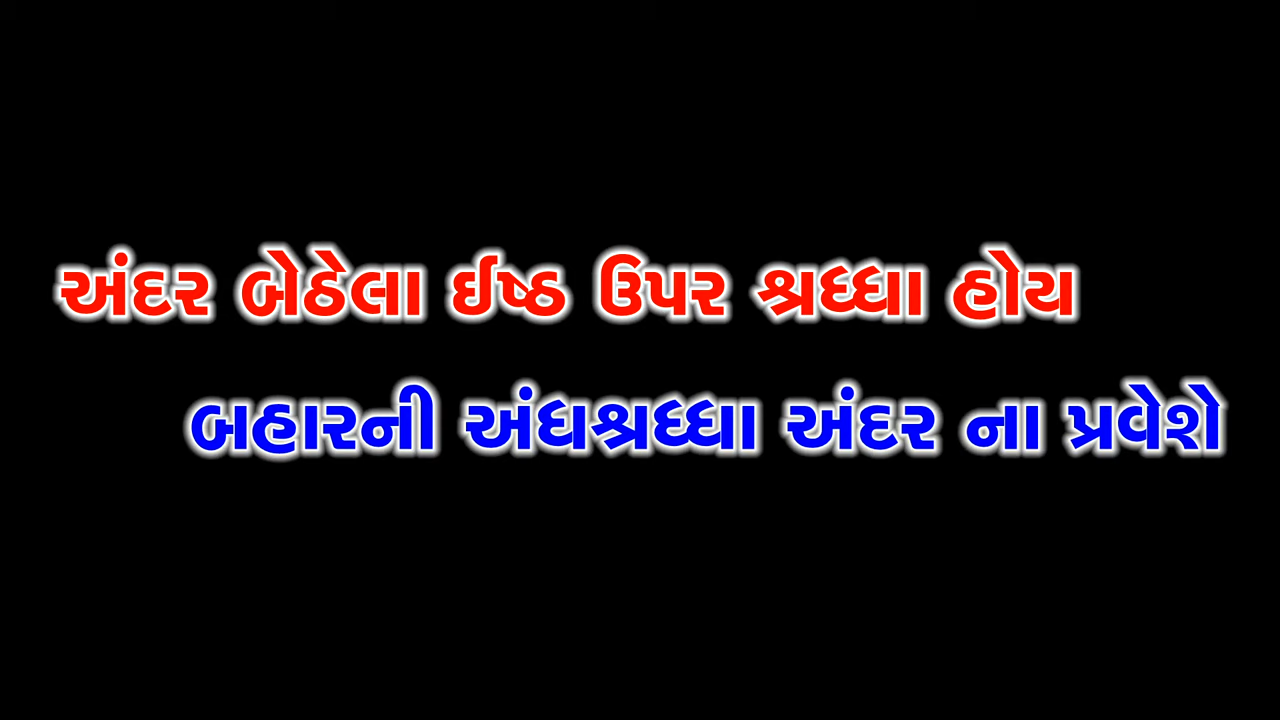 અંદર બેઠેલા ઈષ્ઠ ઉપર શ્રધ્ધા હોય
બહારની અંધશ્રધ્ધા અંદર ના પ્રવેશે